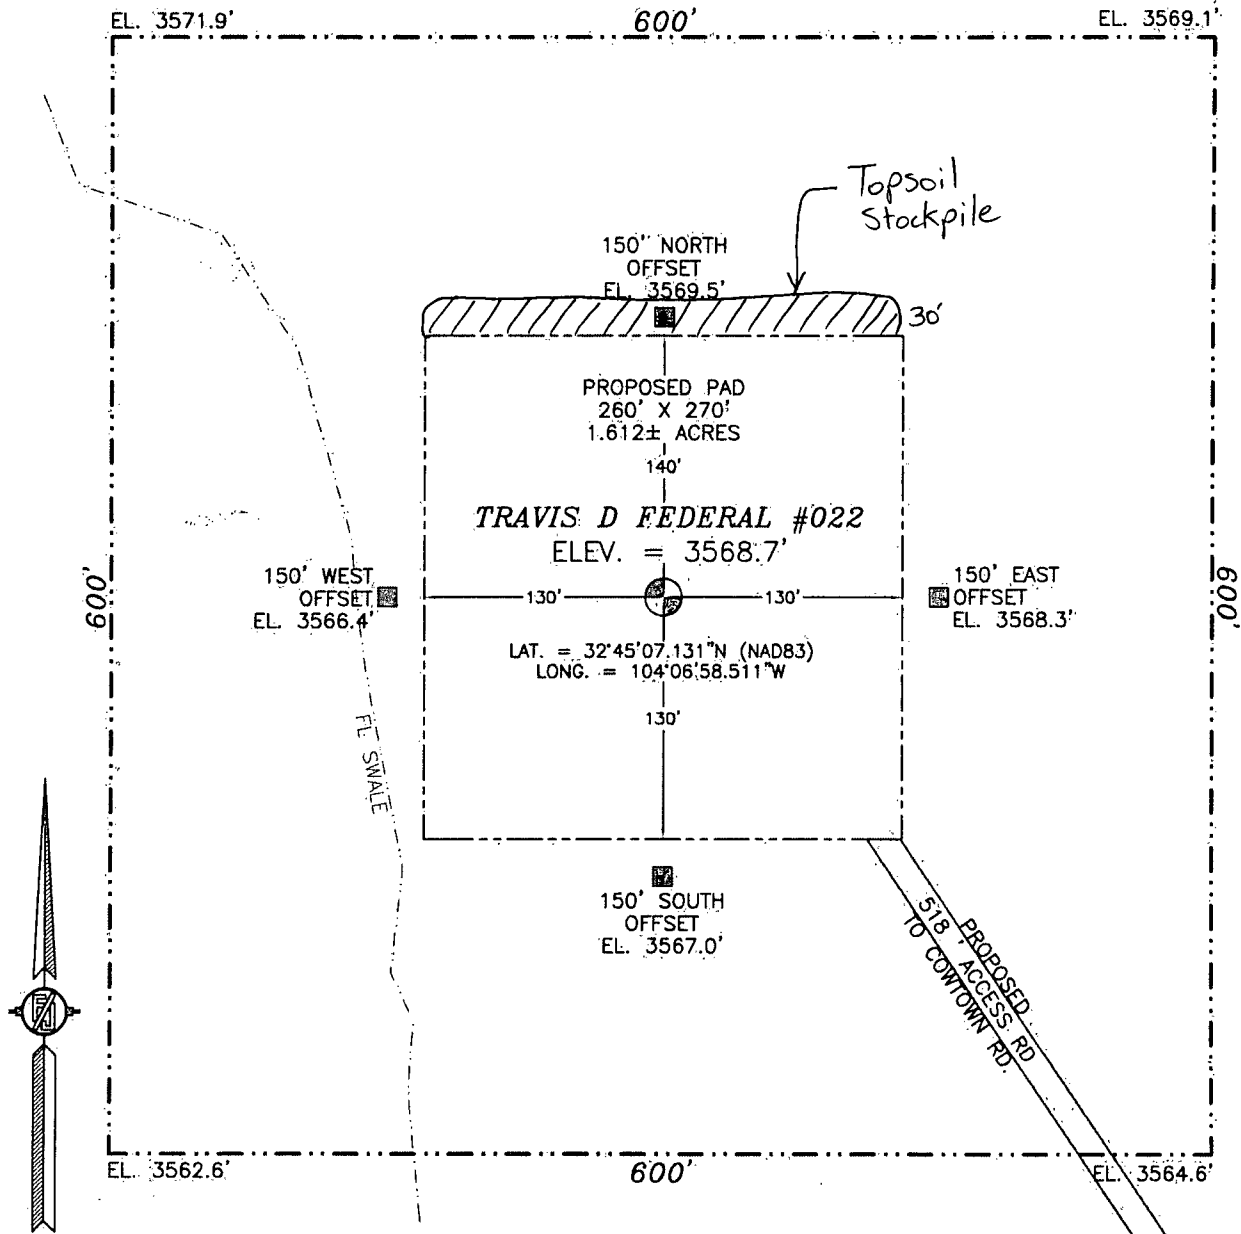 EL. 3571.9'
600'
EL. 3569.1'
Topsoil
Stockpile
150' NORTH
OFFSET
EL. 3569.5'
30'
PROPOSED PAD
260' X 270'
1.612± ACRES
140'
TRAVIS D FEDERAL #022
ELEV. = 3568.7'
600'
150' WEST
OFFSET
EL. 3566.4'
130'
130'
150' EAST
OFFSET
EL. 3568.3'
600'
LAT. = 32°45'07.131"N (NAD83)
LONG. = 104°06'58.511"W
130'
FL SWALE
150' SOUTH
OFFSET
EL. 3567.0'
PROPOSED
518 ' ACCESS RD
TO COWTOWN RD.
EL. 3562.6'
600'
EL. 3564.6'